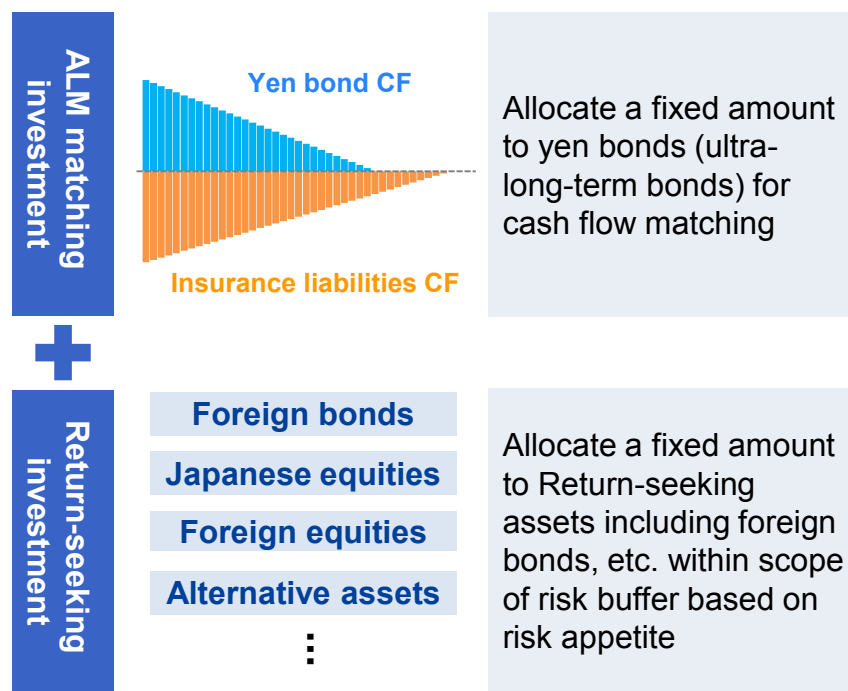 ALM matching
investment
Yen bond CF
Insurance liabilities CF
Allocate a fixed amount
to yen bonds (ultra-
long-term bonds) for
cash flow matching
Return-seeking
investment
Foreign bonds
Japanese equities
Foreign equities
Alternative assets
⋮
Allocate a fixed amount
to Return-seeking
assets including foreign
bonds, etc. within scope
of risk buffer based on
risk appetite